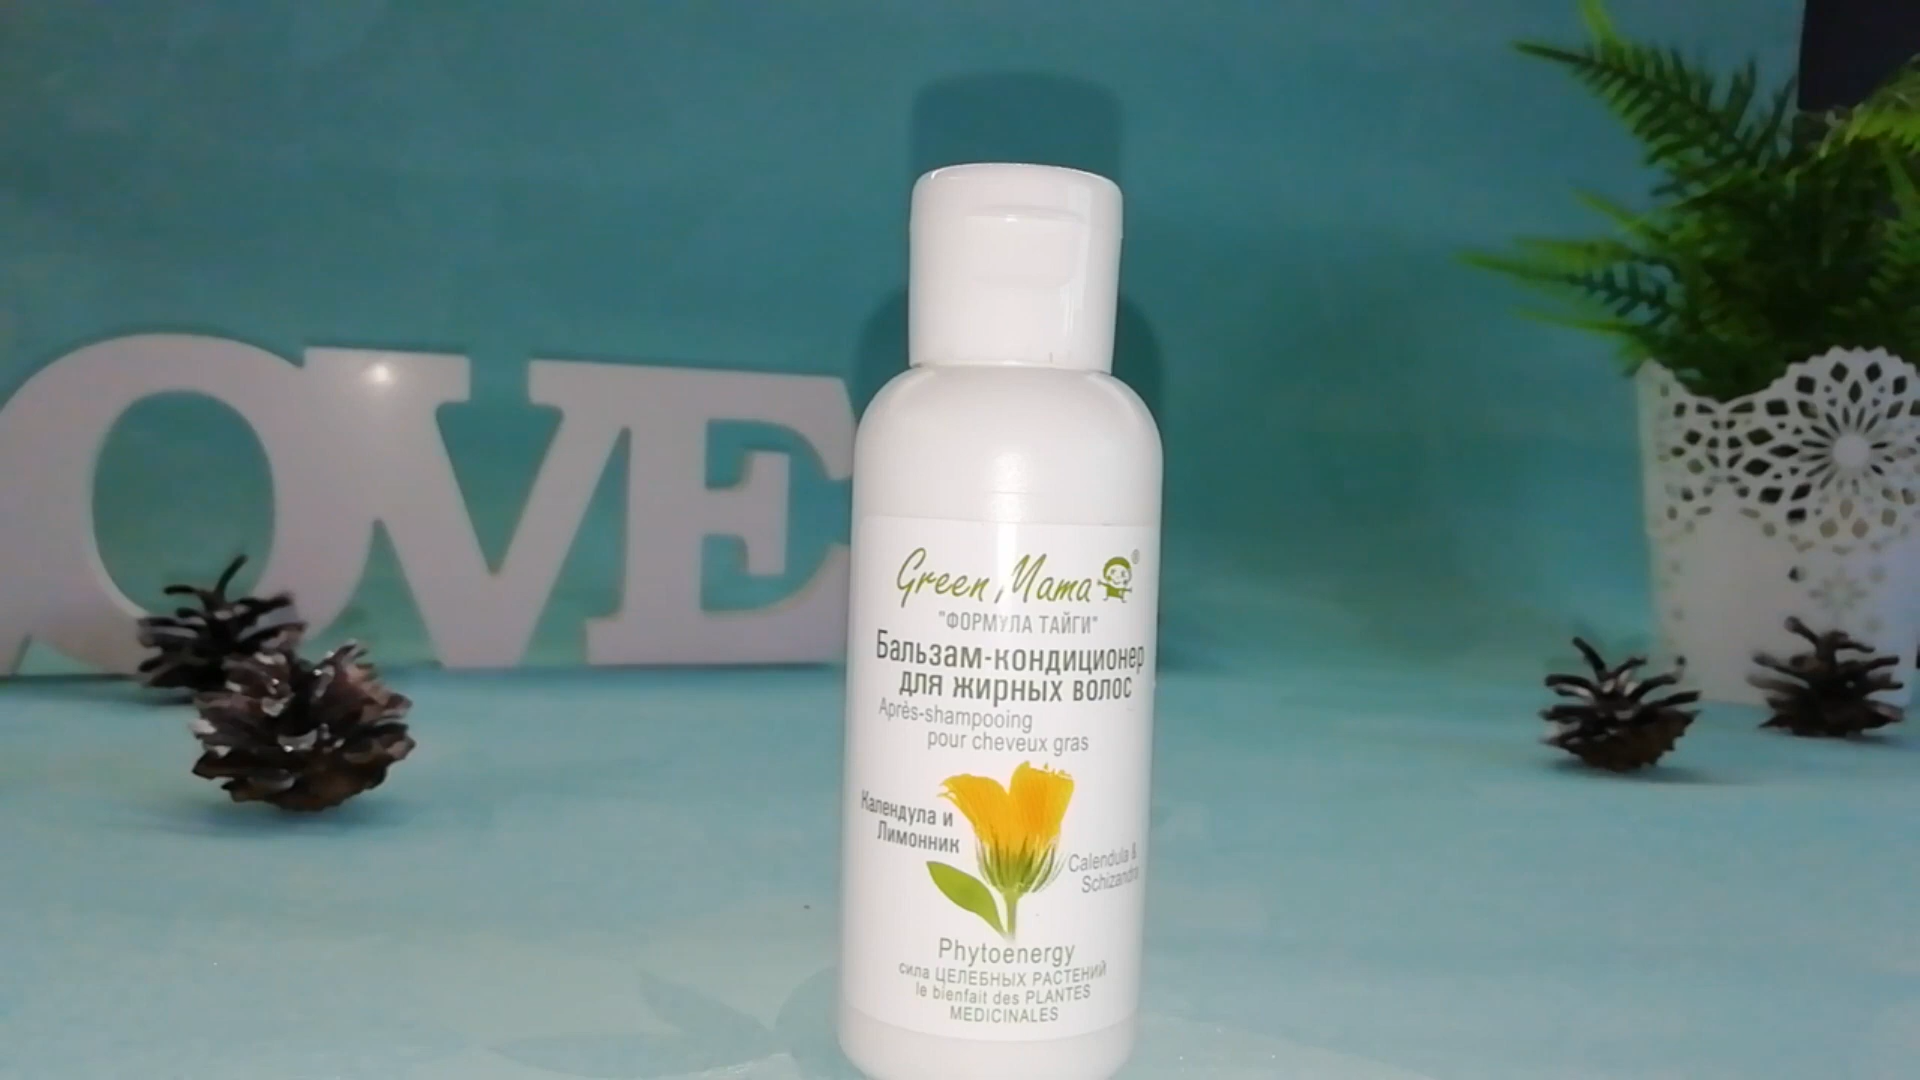 OVE
Green Mama®
"ФОРМУЛА ТАЙГИ"
Бальзам-кондиционер
для жирных волос
Après-shampooing
pour cheveux gras
Календула и
Лимонник
Calendula &
Schizandra
Phytoenergy
сила ЦЕЛЕБНЫХ РАСТЕНИЙ
le bienfait des PLANTES
MEDICINALES